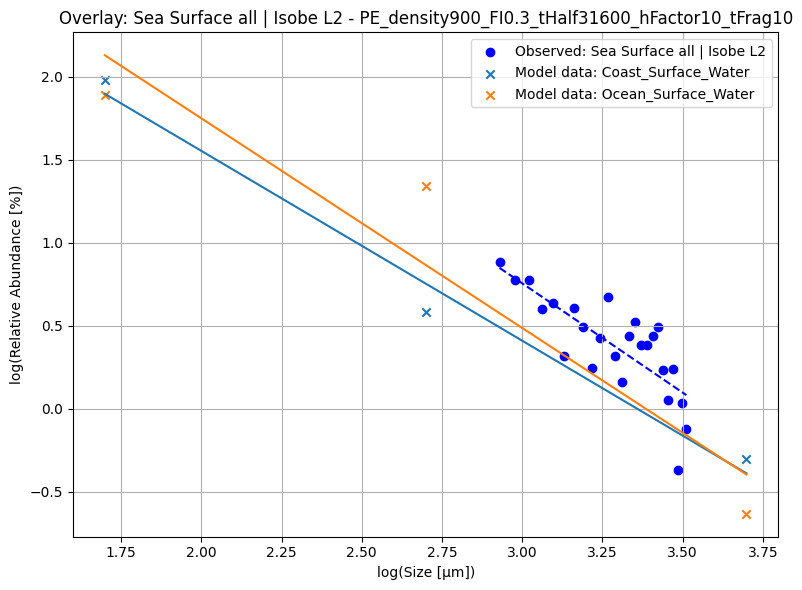 Overlay: Sea Surface all | Isobe L2 - PE_density900_FI0.3_tHalf31600_hFactor10_tFrag10
Observed: Sea Surface all | Isobe L2
Model data: Coast_Surface_Water
Model data: Ocean_Surface_Water
log(Relative Abundance [%])
2.0
1.5
1.0
0.5
0.0
−0.5
1.75 2.00 2.25 2.50 2.75 3.00 3.25 3.50 3.75
log(Size [μm])